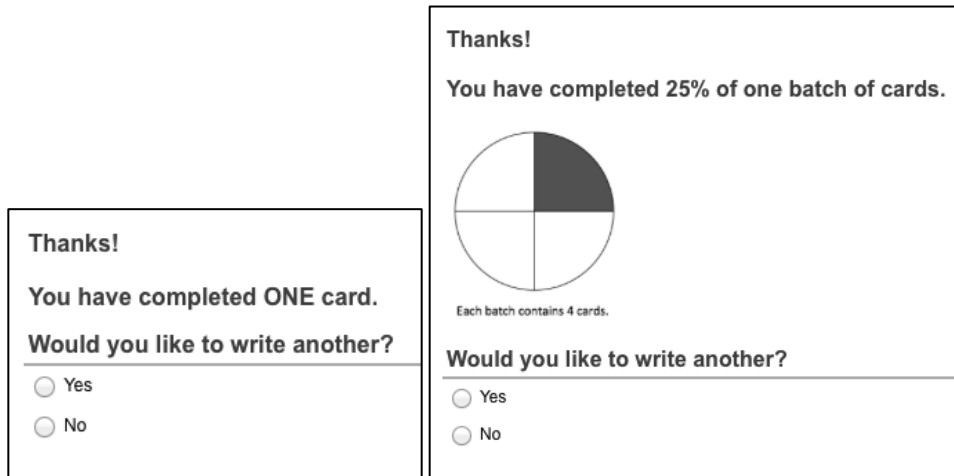 Thanks!
You have completed ONE card.
Would you like to write another?
Yes
No
Thanks!
You have completed 25% of one batch of cards.
Each batch contains 4 cards.
Would you like to write another?
Yes
No